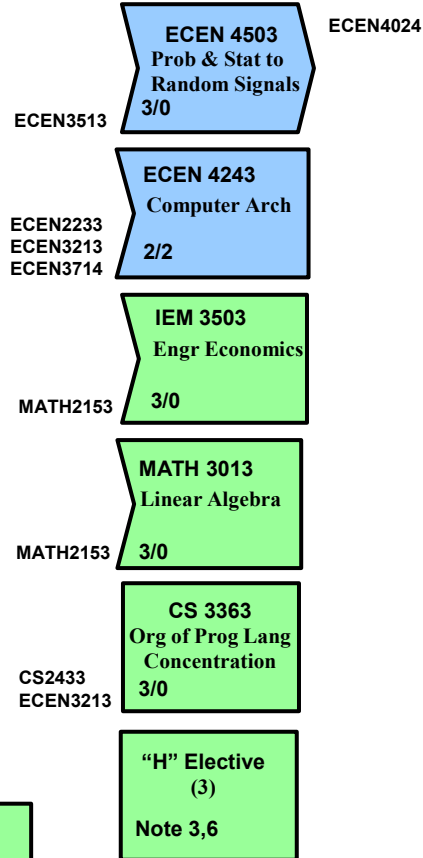 ECEN 4503
ECEN4024
Prob & Stat to
Random Signals
3/0
ECEN3513
ECEN 4243
Computer Arch
ECEN2233
ECEN3213
ECEN3714
2/2
IEM 3503
Engr Economics
3/0
MATH2153
MATH 3013
Linear Algebra
3/0
MATH2153
CS 3363
Org of Prog Lang
Concentration
3/0
CS2433
ECEN3213
“H” Elective
(3)
Note 3,6